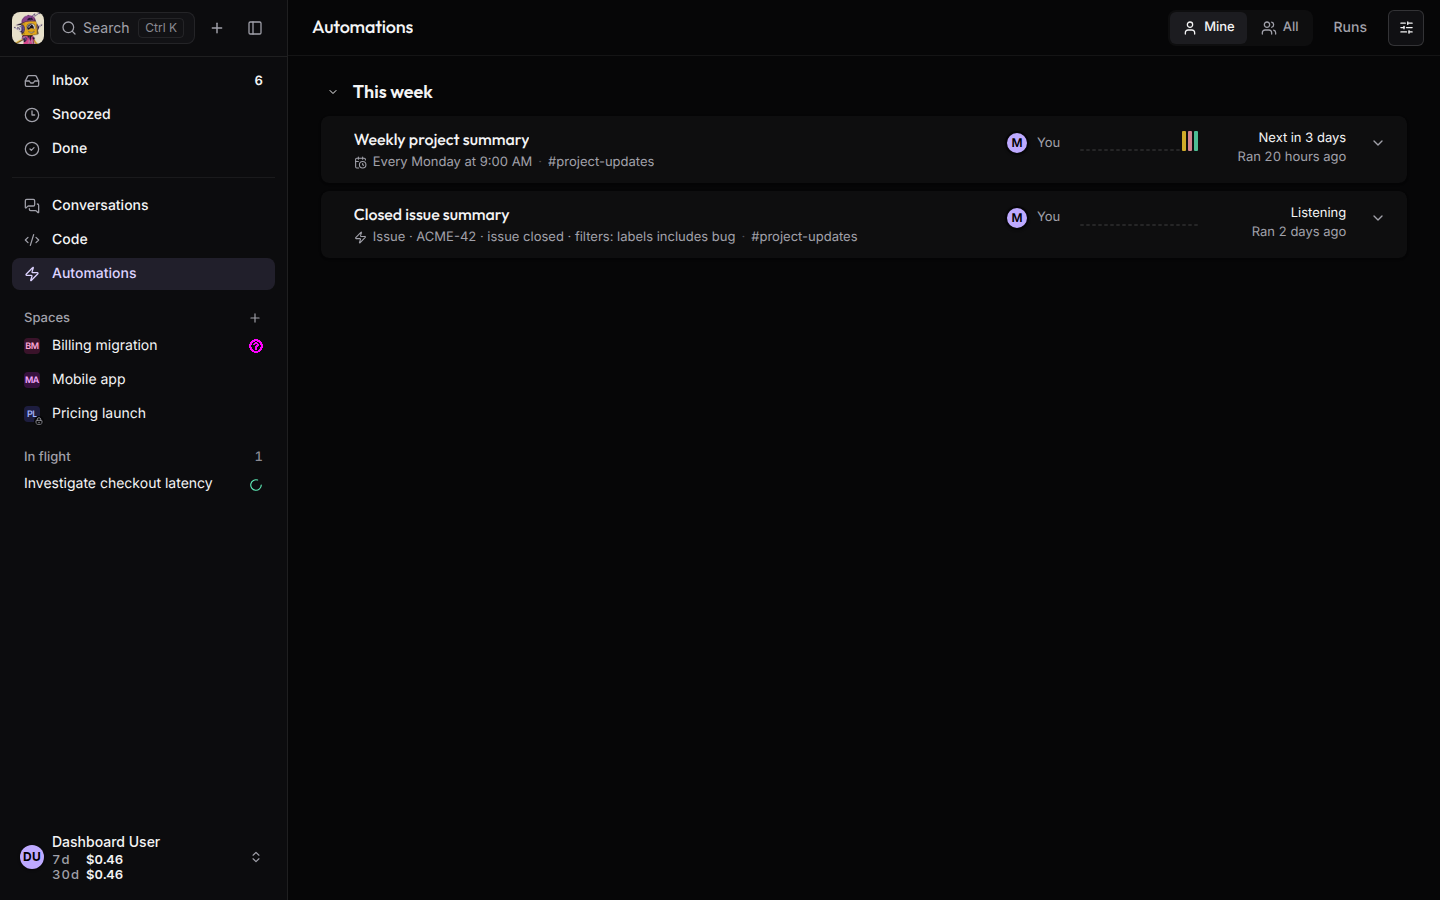 Search Ctrl K
Inbox 6
Snoozed
Done
Conversations
Code
Automations
Spaces
BM Billing migration
MA Mobile app
PL Pricing launch
In flight 1
Investigate checkout latency
DU Dashboard User
7d $0.46
30d $0.46
Automations
Mine All Runs
This week
Weekly project summary
Every Monday at 9:00 AM · #project-updates
M You
Next in 3 days
Ran 20 hours ago
Closed issue summary
Issue · ACME-42 · issue closed · filters: labels includes bug · #project-updates
M You
Listening
Ran 2 days ago